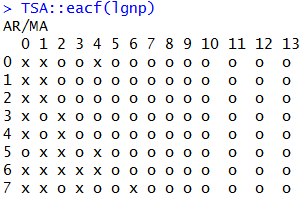 > TSA::eacf(lgnp)
AR/MA
  0 1 2 3 4 5 6 7 8 9 10 11 12 13
0 x x o o x o o o o o o  o  o  o
1 x x o o o o o o o o o  o  o  o
2 x x o o o o o o o o o  o  o  o
3 x o x o o o o o o o o  o  o  o
4 x o x o o o o o o o o  o  o  o
5 o x x o x o o o o o o  o  o  o
6 x x x x x o o o o o o  o  o  o
7 x x o x o o x o o o o  o  o  o